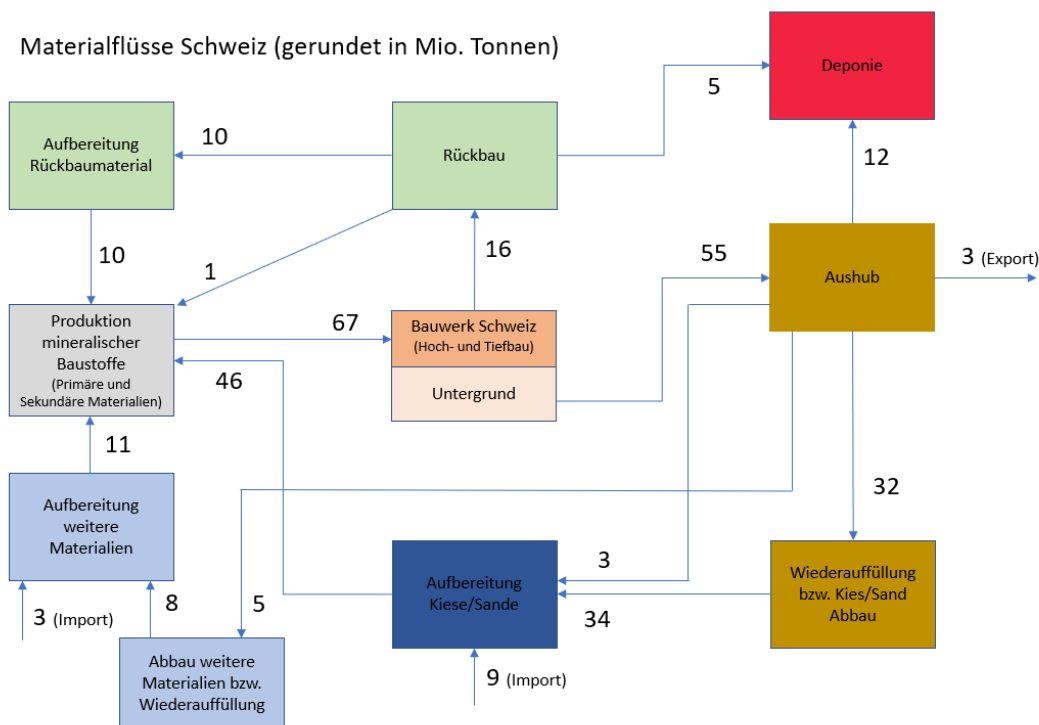 Materialflüsse Schweiz (gerundet in Mio. Tonnen)
Deponie
5
Aufbereitung
Rückbaumaterial
10
Rückbau
12
10
1
16
55
Aushub
3 (Export)
Produktion
mineralischer
Baustoffe
(Primäre und
Sekundäre Materialien)
67
46
Bauwerk Schweiz
(Hoch- und Tiefbau)
Untergrund
11
32
Aufbereitung
weitere
Materialien
3 (Import)
8
5
Abbau weitere
Materialien bzw.
Wiederauffüllung
Aufbereitung
Kiese/Sande
3
34
9 (Import)
Wiederauffüllung
bzw. Kies/Sand
Abbau